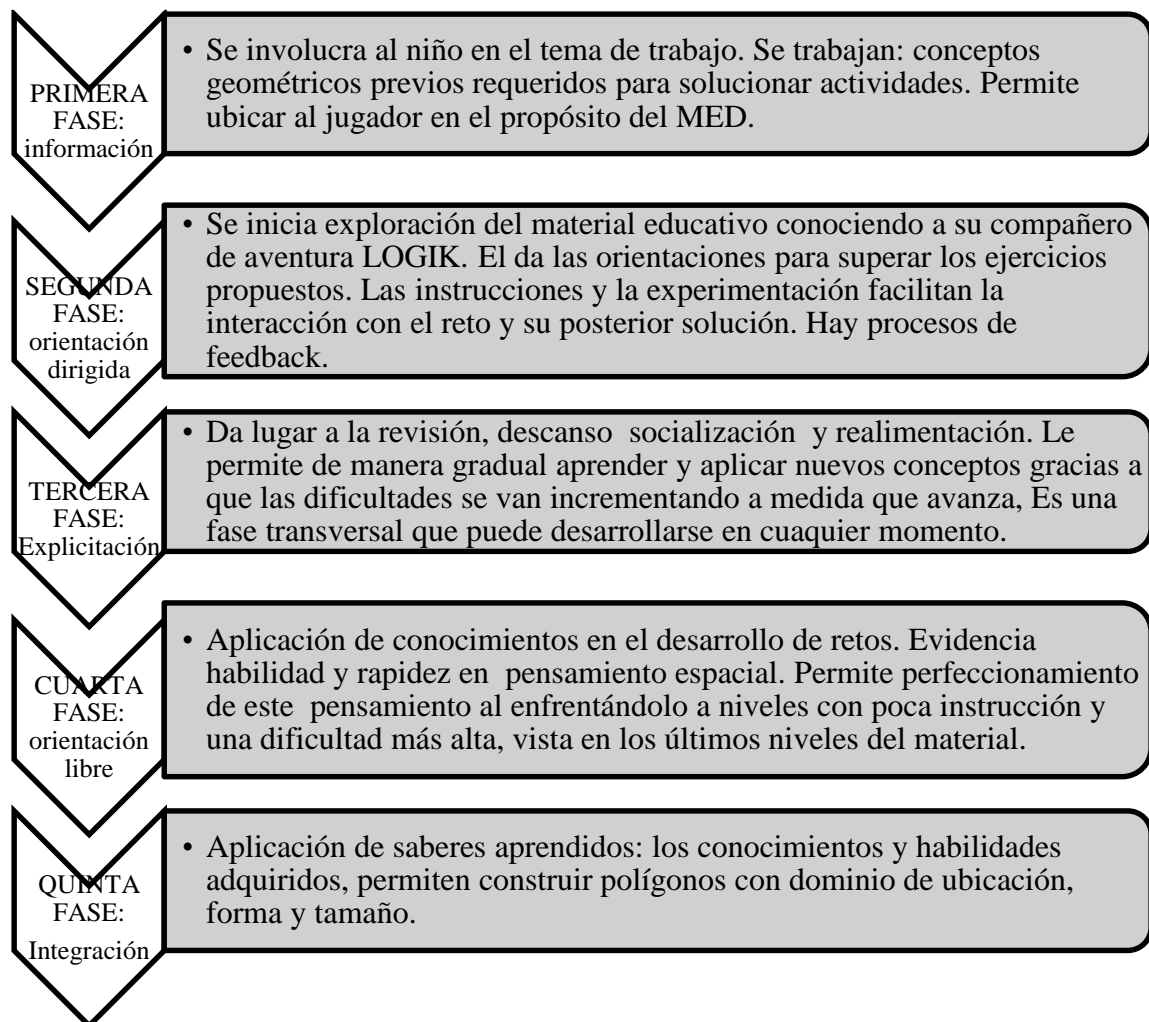 PRIMERA
FASE:
información
• Se involucra al niño en el tema de trabajo. Se trabajan: conceptos
geométricos previos requeridos para solucionar actividades. Permite
ubicar al jugador en el propósito del MED.
SEGUNDA
FASE:
orientación
dirigida
• Se inicia exploración del material educativo conociendo a su compañero
de aventura LOGIK. El da las orientaciones para superar los ejercicios
propuestos. Las instrucciones y la experimentación facilitan la
interacción con el reto y su posterior solución. Hay procesos de
feedback.
TERCERA
FASE:
Explicitación
• Da lugar a la revisión, descanso  socialización  y realimentación. Le
permite de manera gradual aprender y aplicar nuevos conceptos gracias a
que las dificultades se van incrementando a medida que avanza, Es una
fase transversal que puede desarrollarse en cuaquier momento.
CUARTA
FASE:
orientación
libre
• Aplicación de conocimientos en el desarrollo de retos. Evidencia
habilidad y rapidez en  pensamiento espacial. Permite perfeccionamiento
de este  pensamiento al enfrentándolo a niveles con poca instrucción y
una dificultad más alta, vista en los últimos niveles del material.
QUINTA
FASE:
Integración
• Aplicación de saberes aprendidos: los conocimientos y habilidades
adquiridos, permiten construir polígonos con dominio de ubicación,
forma y tamaño.